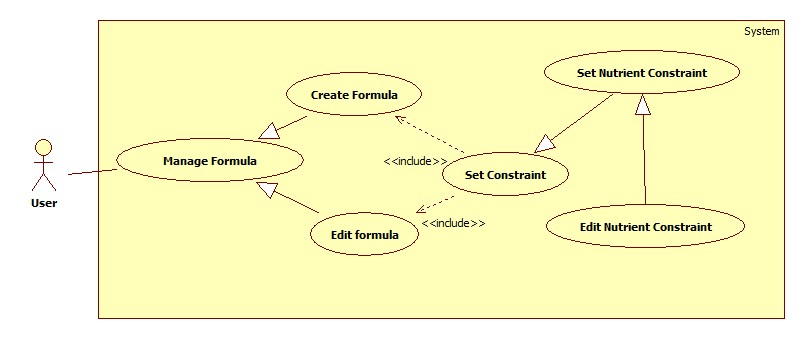 System
Set Nutrient Constraint
Create Formula
Manage Formula
<<include>>
Set Constraint
User
<<include>>
Edit Nutrient Constraint
Edit formula